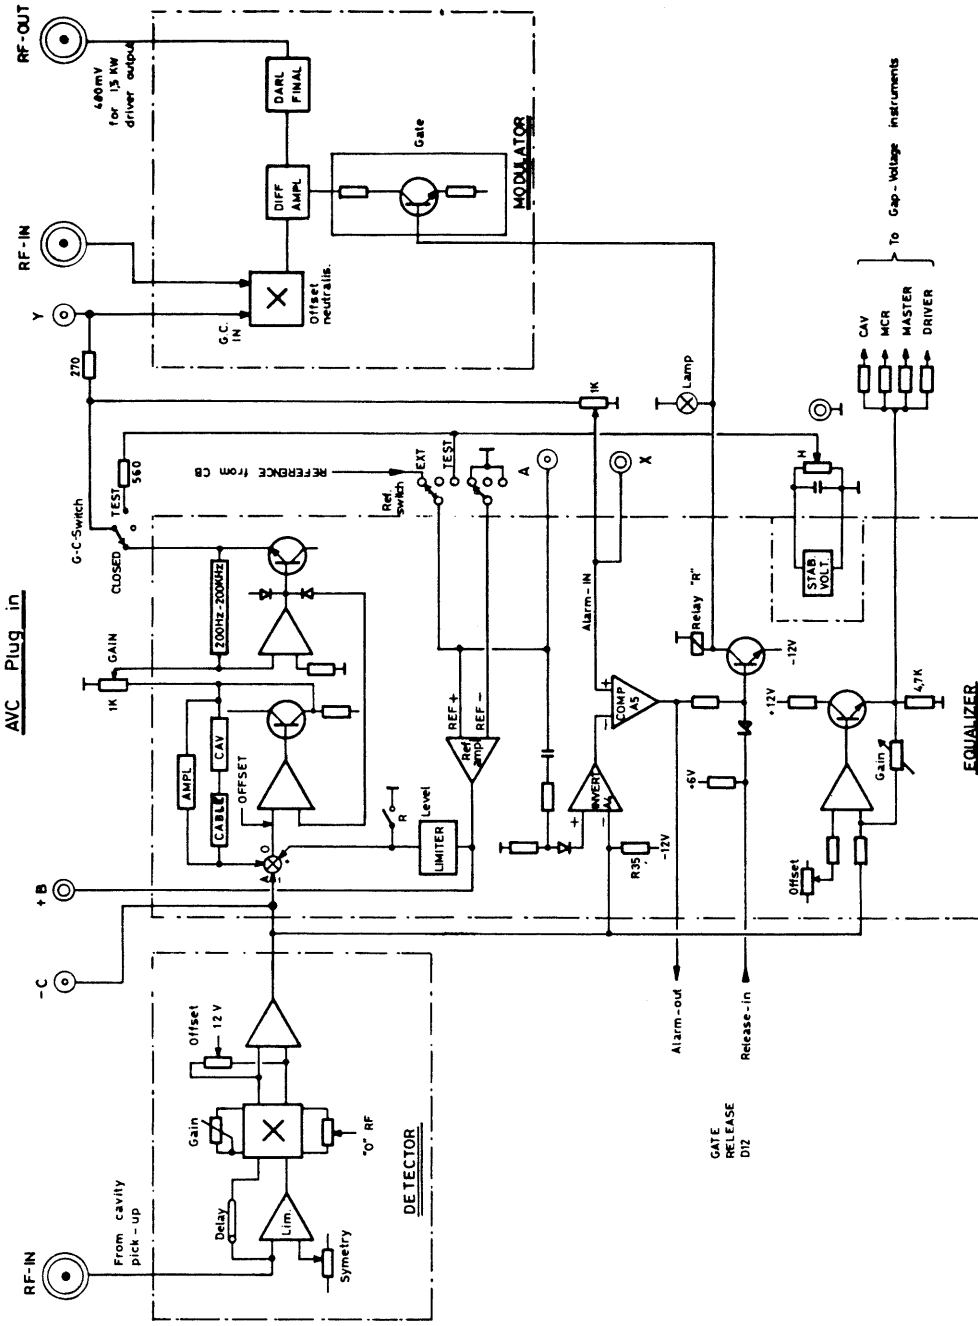 AVC Plug in
RF-IN
From cavity
pick-up
Delay
Lim.
Symetry
Gain
"O" RF
Offset
12 V
DETECTOR
-C
+B
AMPL
CABLE
CAV
OFFSET
A
O
1K
GAIN
200Hz-200KHz
G-C-Switch
CLOSED
TEST
560
270
Y
RF-IN
RF-OUT
400mV
for 1,5 KW
driver output
G.C.
IN
Offset
neutralis.
DIFF
AMPL
DARL
FINAL
Gate
MODULATOR
R
Level
LIMITER
Ref.
ampl
REF +
REF -
REFERENCE from CB
Ref.
switch
EXT
TEST
A
X
1K
Lamp
Alarm-IN
INVERT
A4
+
-
R35
-12V
COMP
A5
+
-
Relay "R"
-12V
+6V
+12V
STAB.
VOLT.
H
Offset
Gain
4,7K
EQUALIZER
Alarm-out
Release-in
GATE
RELEASE
D12
CAV
MCR
MASTER
DRIVER
To Gap-Voltage instruments